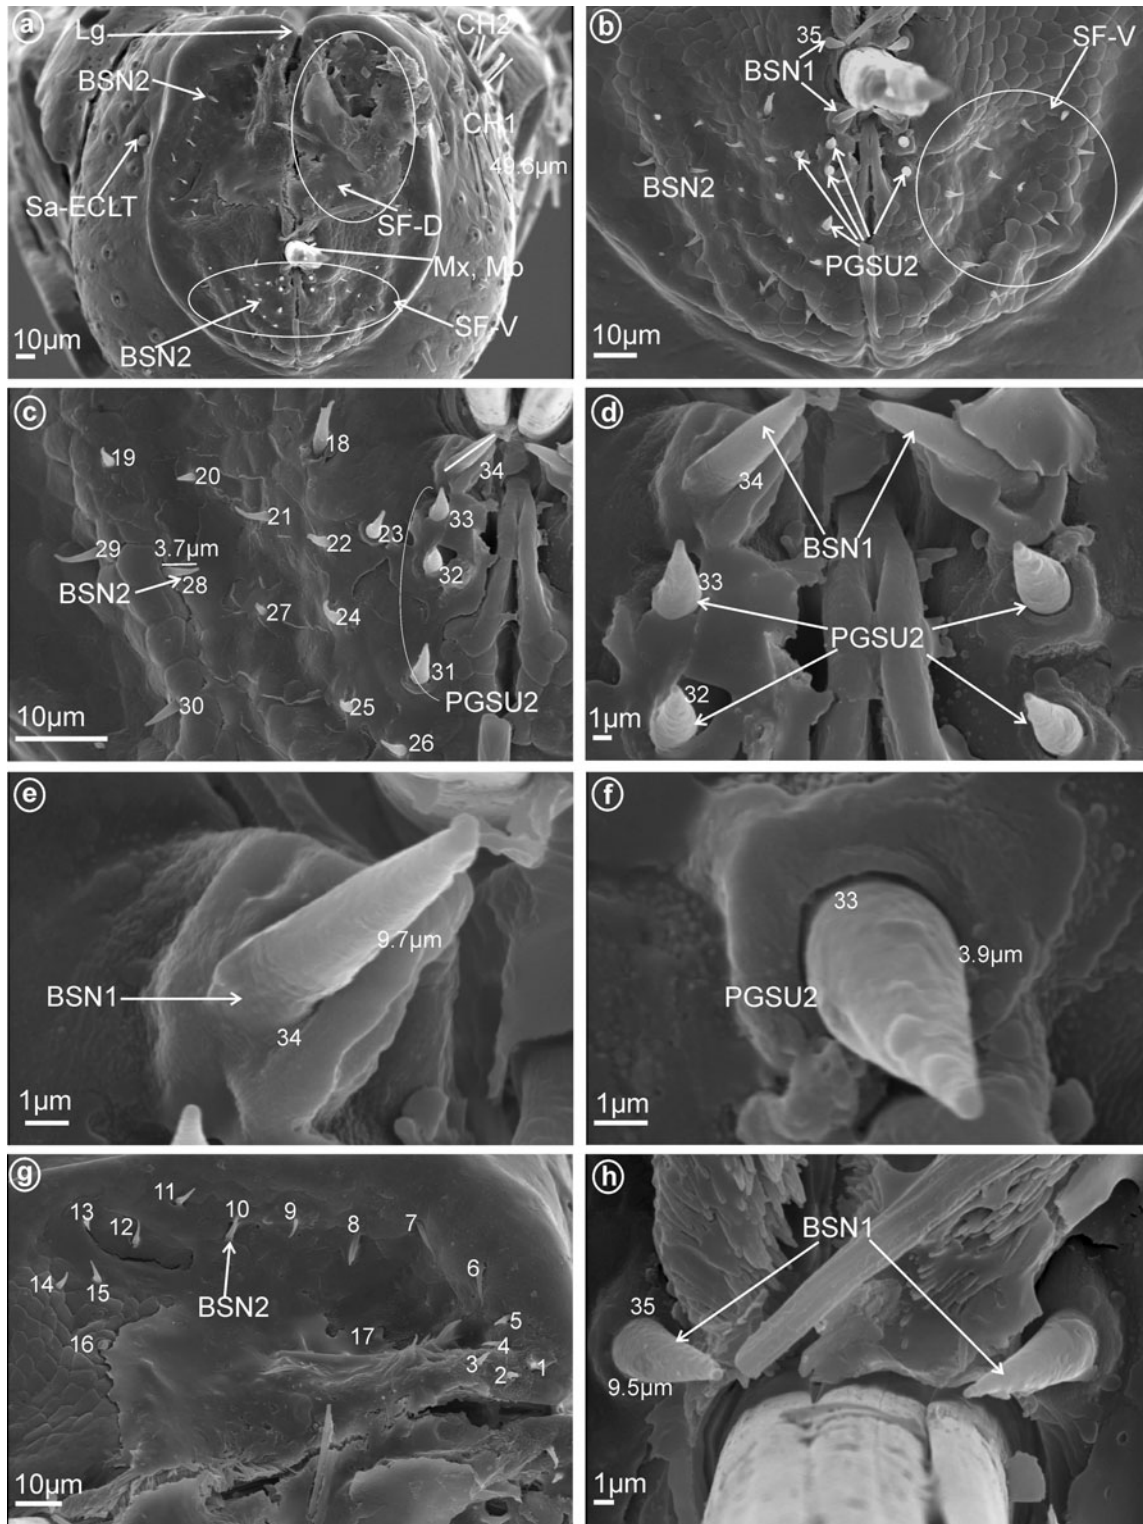 a
Lg
CH2
BSN2
CH1
49.6µm
Sa-ECLT
SF-D
Mx, Mb
SF-V
BSN2
10µm
b
35
SF-V
BSN1
BSN2
PGSU2
10µm
c
18
19
34
20
33
21
23
22
29
3.7µm
32
BSN2
28
27
24
31
30
25
PGSU2
26
10µm
d
34
BSN1
33
PGSU2
32
1µm
e
9.7µm
BSN1
34
1µm
f
33
3.9µm
PGSU2
1µm
g
11
13
12
10
9
8
7
6
14
15
BSN2
5
17
4
16
3
1
2
10µm
h
BSN1
35
9.5µm
1µm